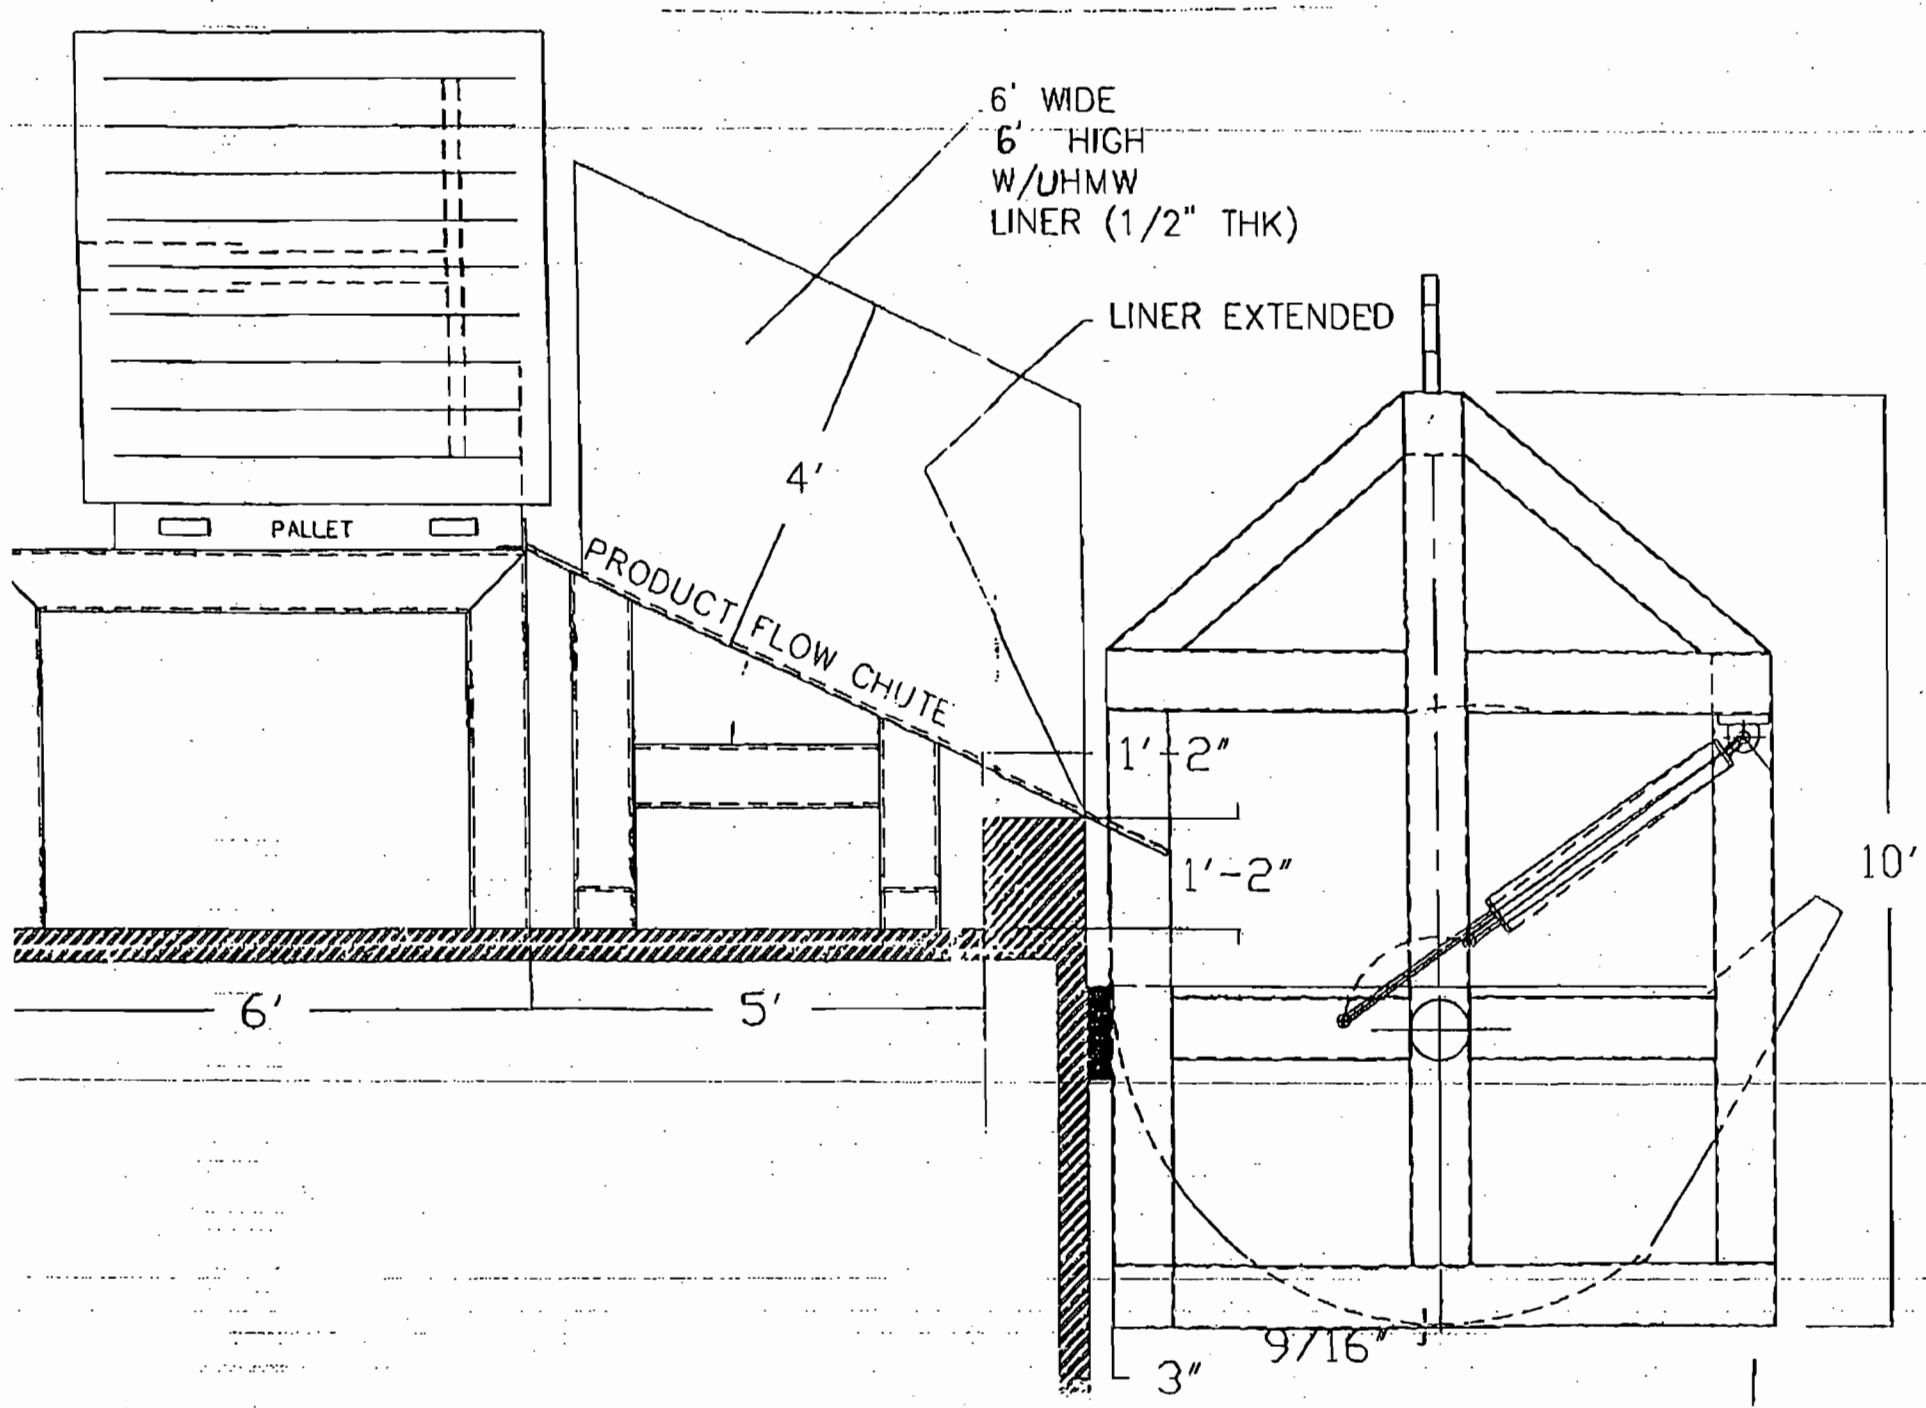 6' WIDE
6' HIGH
W/UHMW
LINER (1/2" THK)
LINER EXTENDED
4'
PALLET
PRODUCT FLOW CHUTE
1'-2"
1'-2"
10'
6'
5'
9/16"
3"